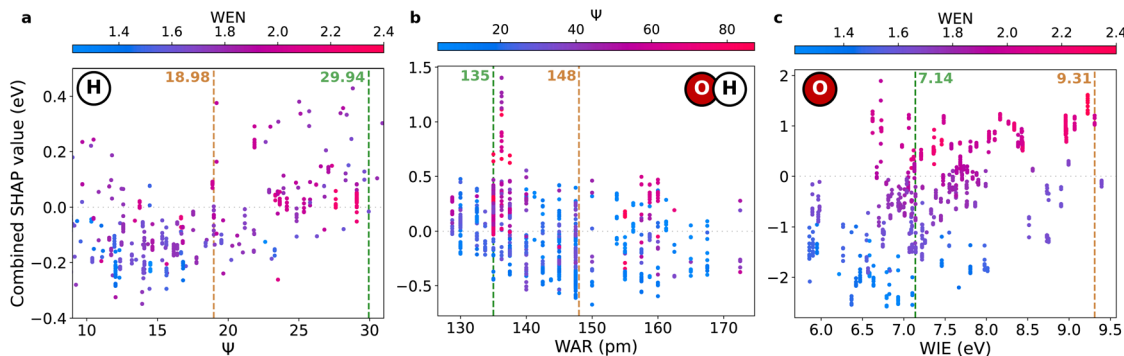 a
WEN
1.4 1.6 1.8 2.0 2.2 2.4
18.98
29.94
H
Combined SHAP value (eV)
0.4
0.2
0.0
−0.2
−0.4
10 15 20 25 30
Ψ
b
Ψ
20 40 60 80
135
148
O H
1.5
1.0
0.5
0.0
−0.5
130 140 150 160 170
WAR (pm)
c
WEN
1.4 1.6 1.8 2.0 2.2 2.4
7.14
9.31
O
2
1
0
−1
−2
6.0 6.5 7.0 7.5 8.0 8.5 9.0 9.5
WIE (eV)